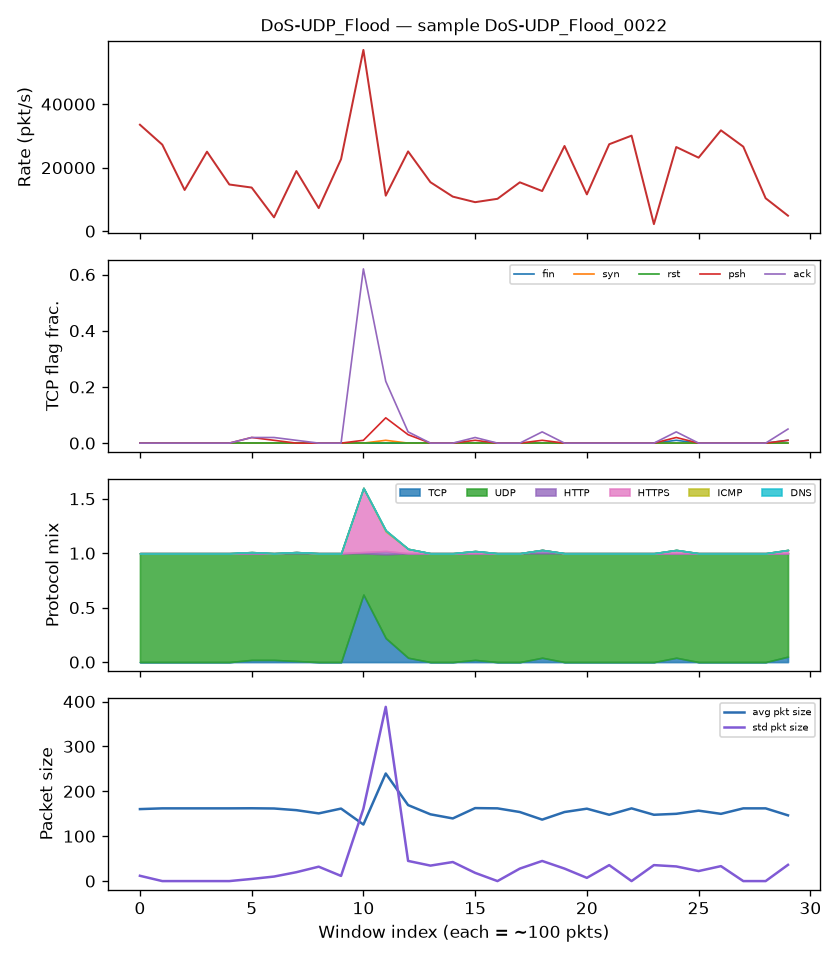 DoS-UDP_Flood — sample DoS-UDP_Flood_0022
Rate (pkt/s)
40000
20000
0
TCP flag frac.
0.6
0.4
0.2
0.0
fin syn rst psh ack
Protocol mix
1.5
1.0
0.5
0.0
TCP UDP HTTP HTTPS ICMP DNS
Packet size
400
300
200
100
0
avg pkt size
std pkt size
0 5 10 15 20 25 30
Window index (each = ~100 pkts)